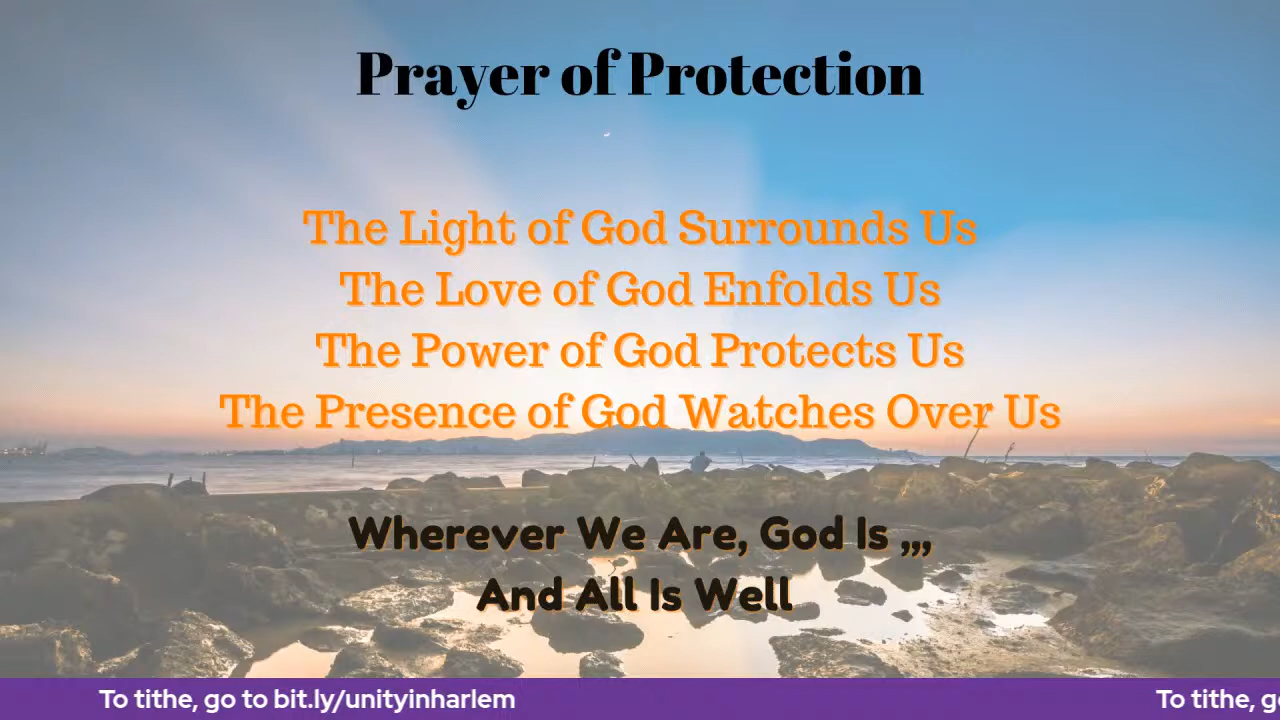 Prayer of Protection
The Light of God Surrounds Us
The Love of God Enfolds Us
The Power of God Protects Us
The Presence of God Watches Over Us
Wherever We Are, God Is ,,,
And All Is Well
To tithe, go to bit.ly/unityinharlem
To tithe, g